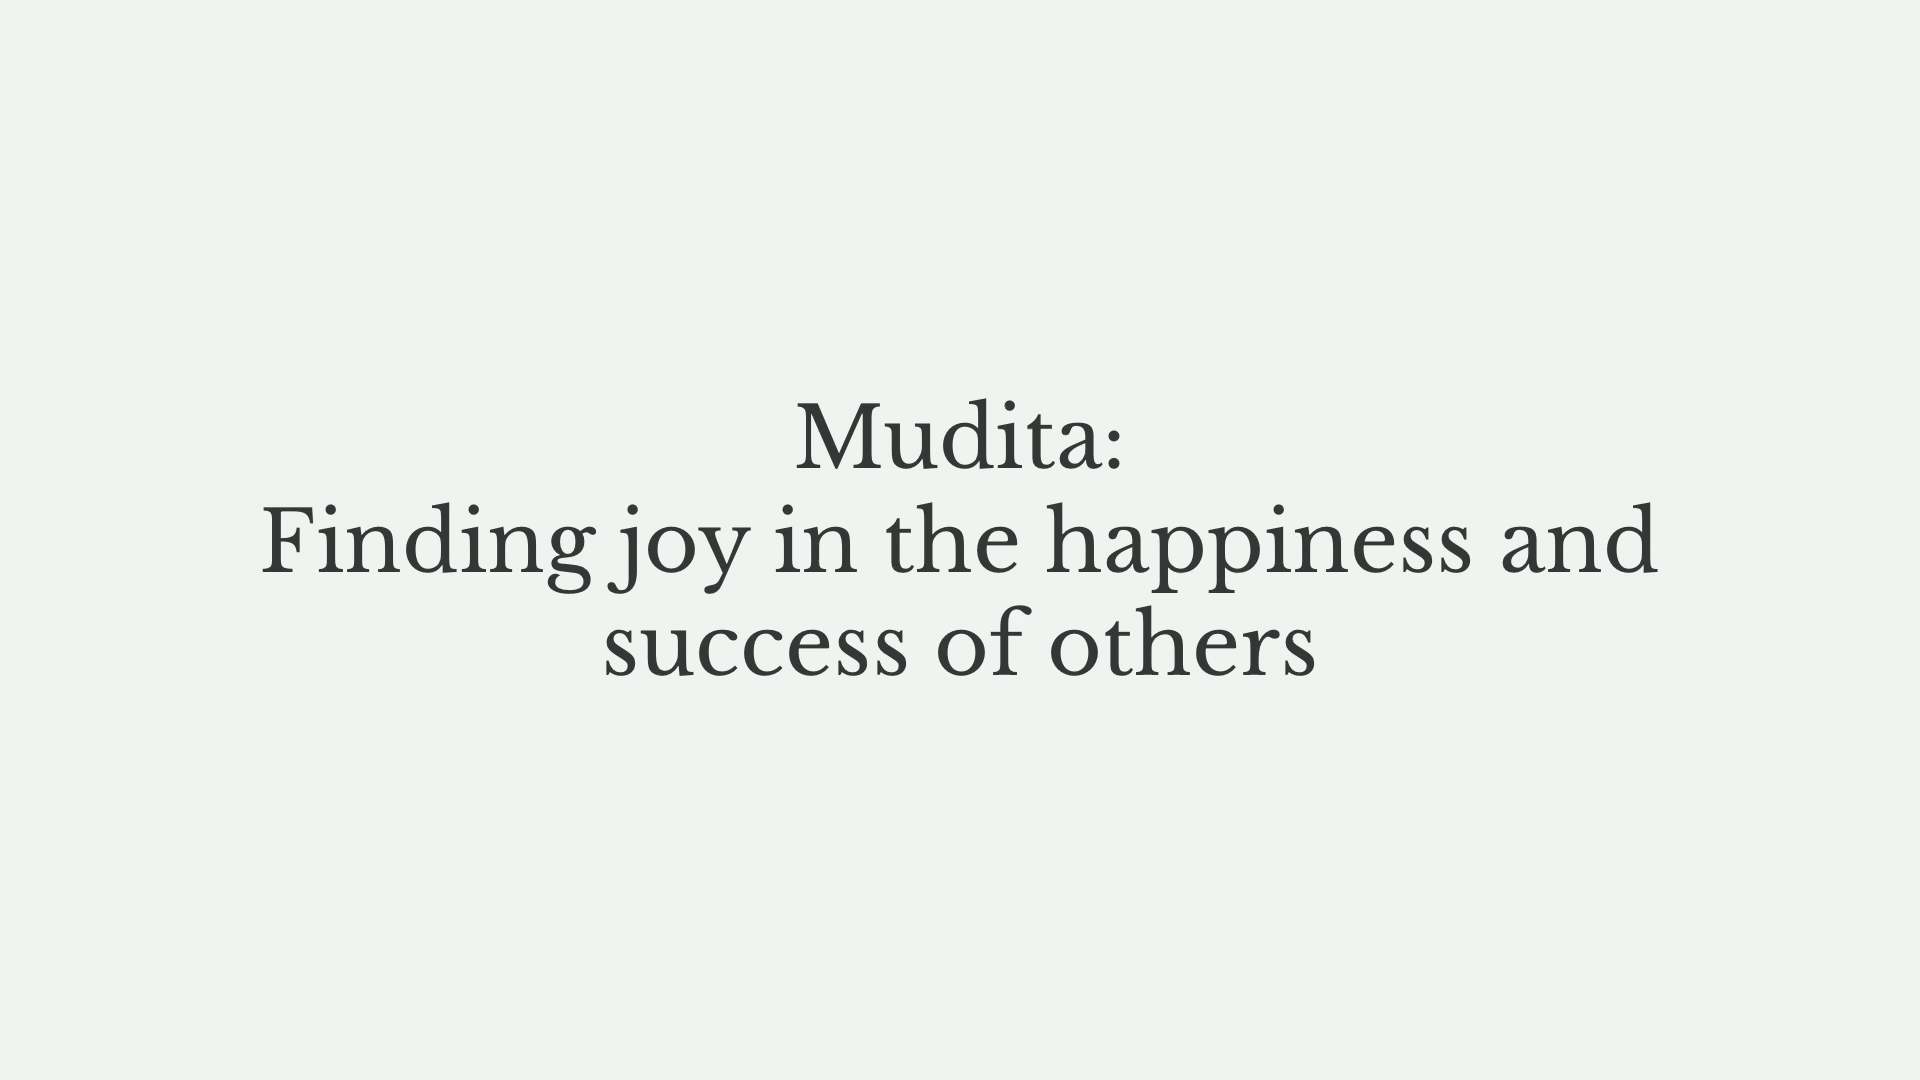 Mudita:
Finding joy in the happiness and
success of others